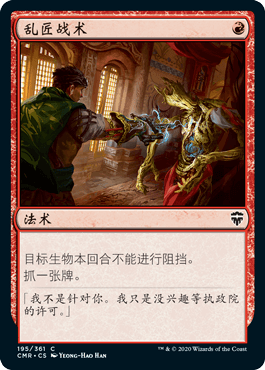 乱匠战术
法术
目标生物本回合不能进行阻挡。
抓一张牌。
「我不是针对你。我只是没兴趣等执政院
的许可。」
195/361 C
CMR • CS Yeong-Hao Han
™ & © 2020 Wizards of the Coast